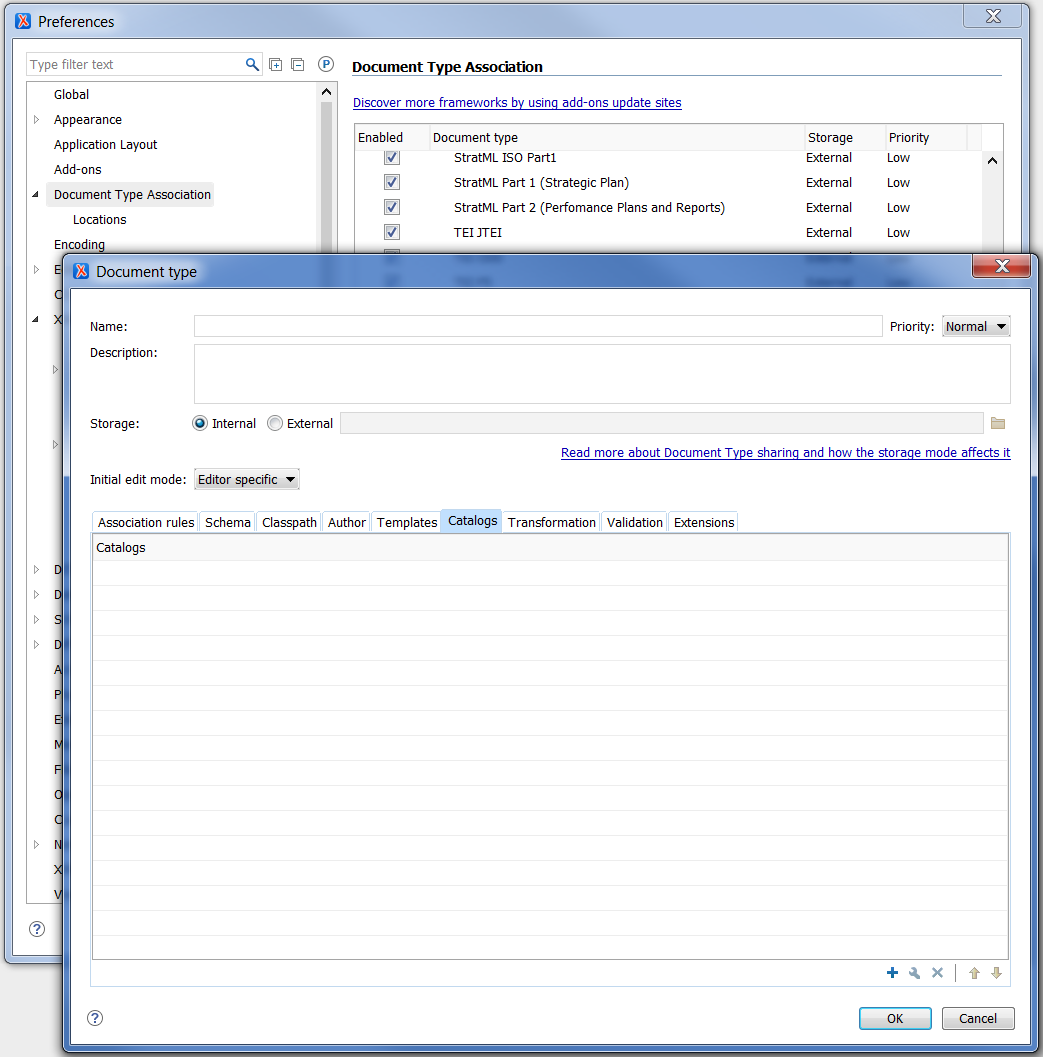 Preferences
Type filter text
P
Document Type Association
Global
Discover more frameworks by using add-ons update sites
Appearance
Enabled Document type Storage Priority
Application Layout
StratML ISO Part1 External Low
Add-ons
StratML Part 1 (Strategic Plan) External Low
Document Type Association
StratML Part 2 (Perfomance Plans and Reports) External Low
Locations
TEI JTEI External Low
Encoding
Document type
E
C
X
Name: Priority: Normal
Description:
Storage: Internal External
Read more about Document Type sharing and how the storage mode affects it
Initial edit mode: Editor specific
Association rules Schema Classpath Author Templates Catalogs Transformation Validation Extensions
Catalogs
D
D
S
D
A
P
E
M
F
O
C
N
X
V
?
?
OK Cancel